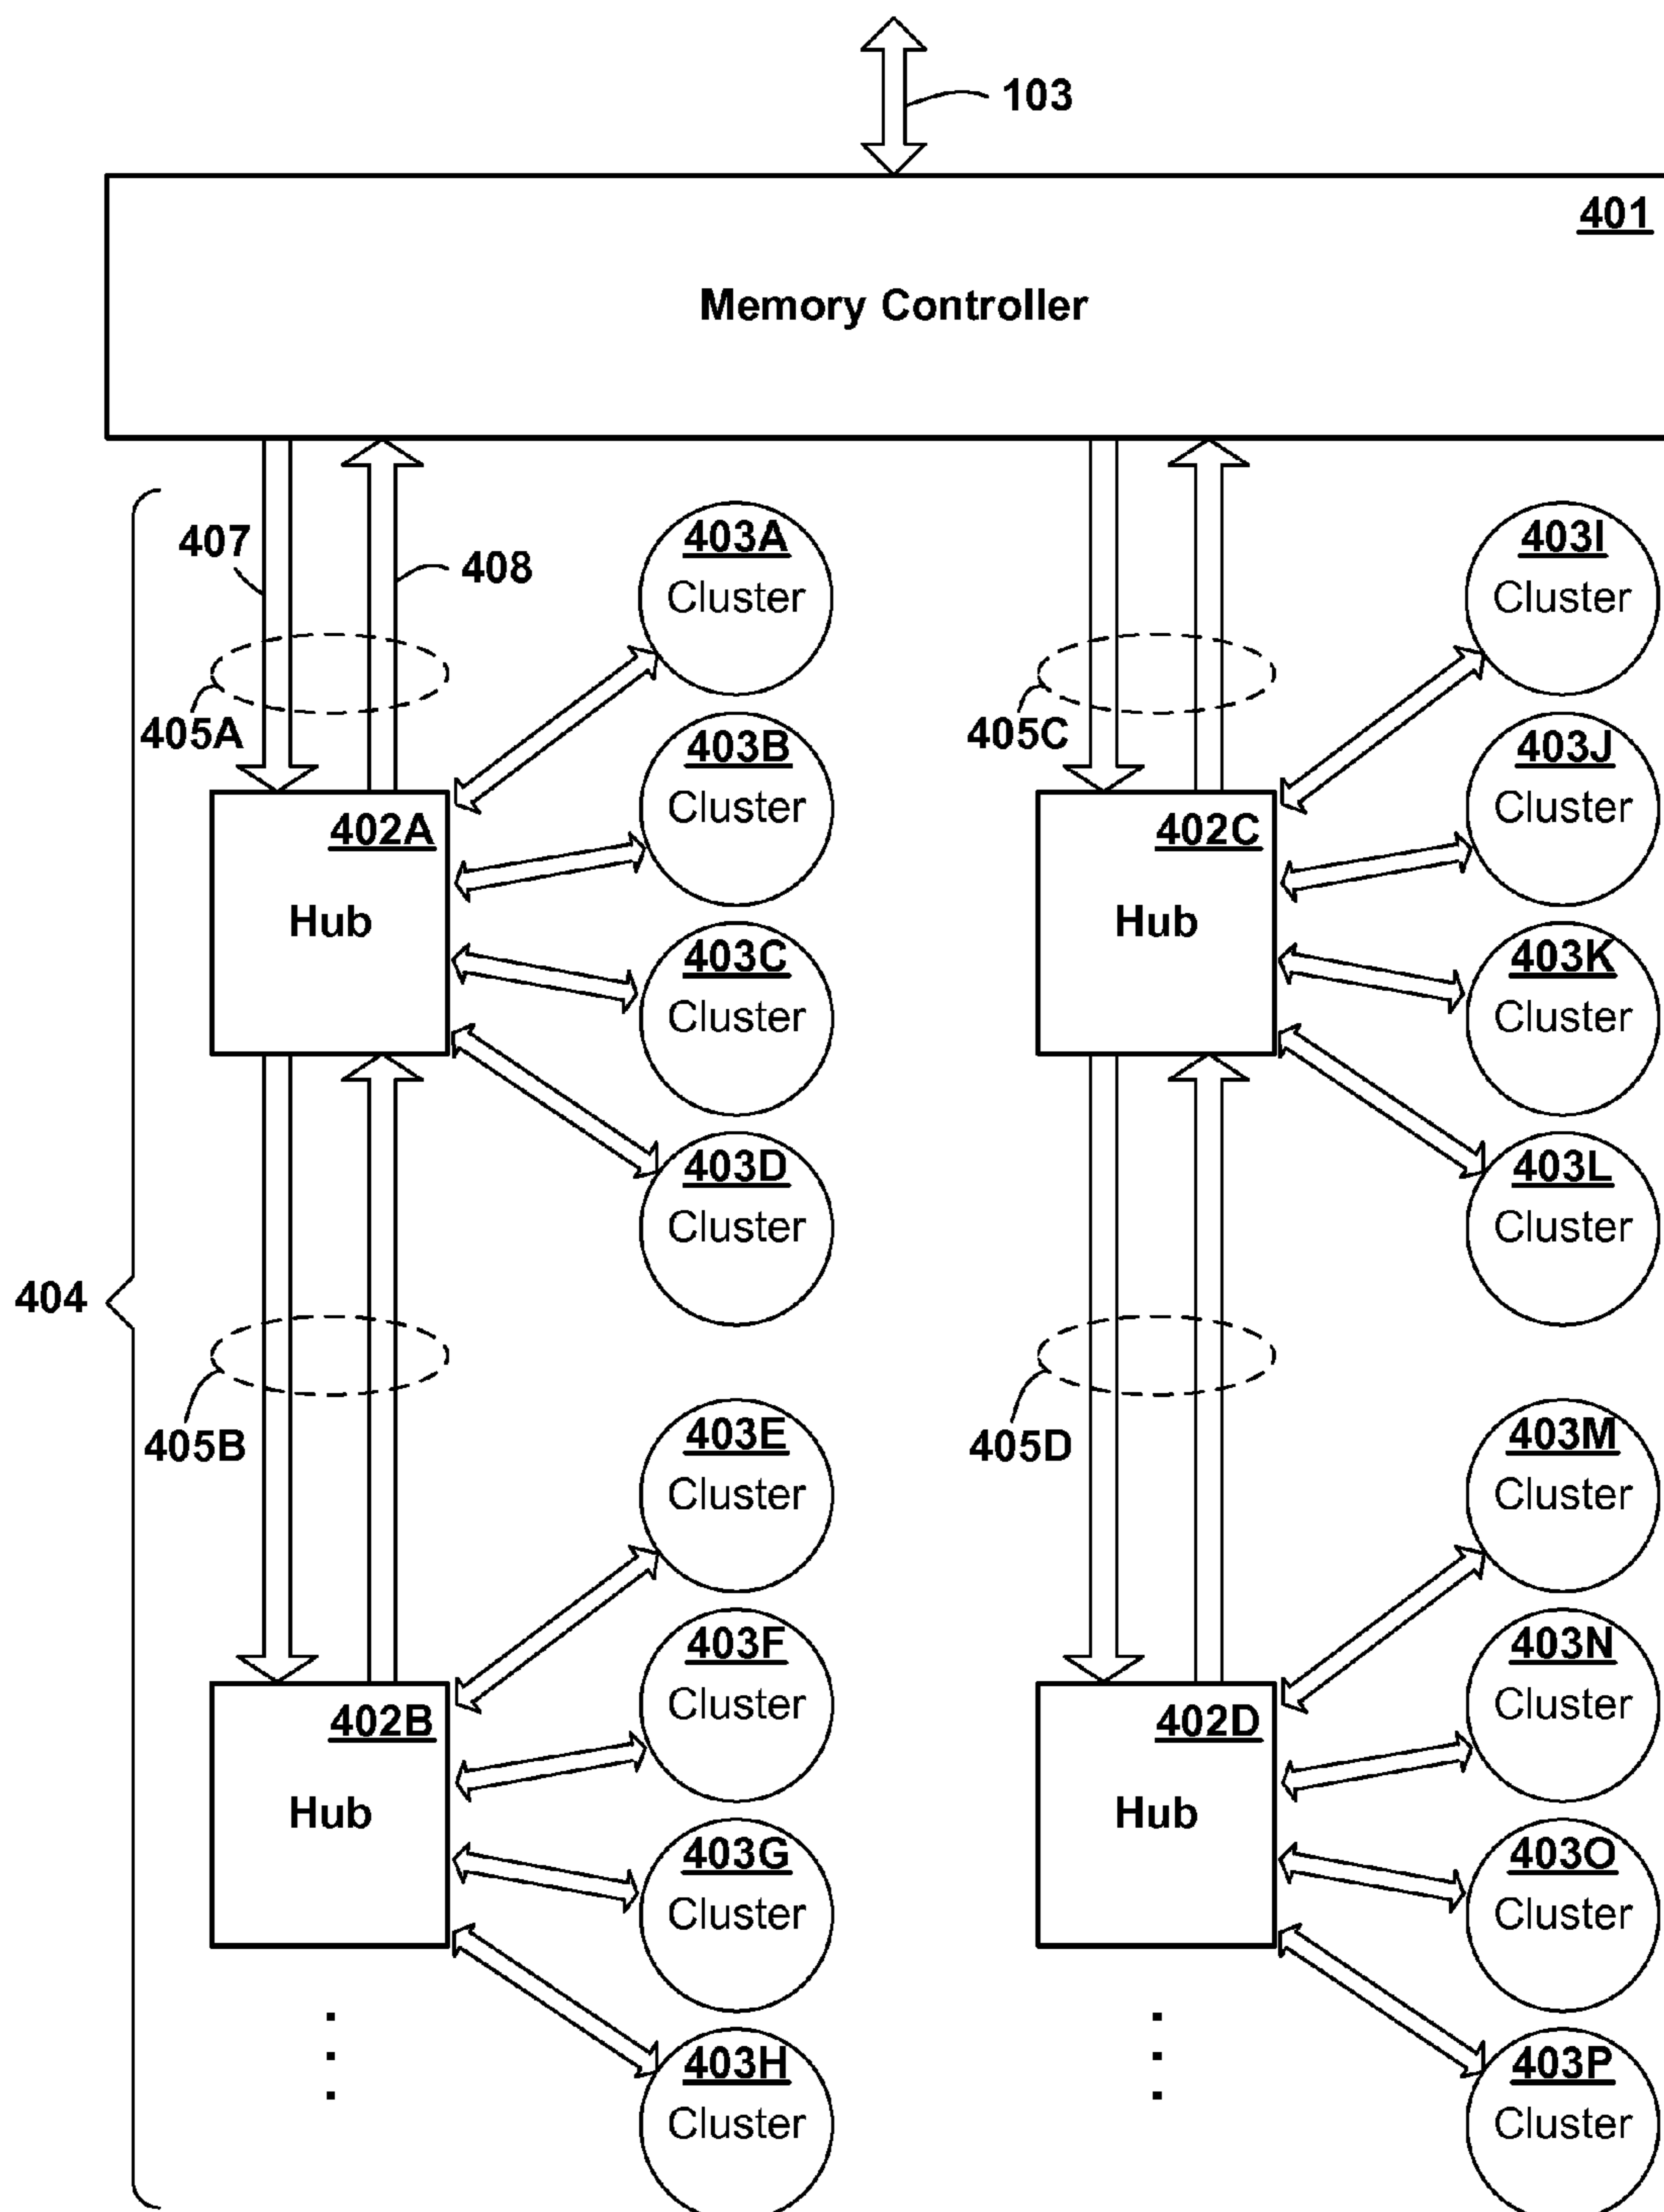 103
401
Memory Controller
407
408
405A
403A
Cluster
403B
Cluster
402A
Hub
403C
Cluster
403D
Cluster
405C
403I
Cluster
403J
Cluster
402C
Hub
403K
Cluster
403L
Cluster
404
405B
403E
Cluster
403F
Cluster
402B
Hub
403G
Cluster
403H
Cluster
405D
403M
Cluster
403N
Cluster
402D
Hub
403O
Cluster
403P
Cluster